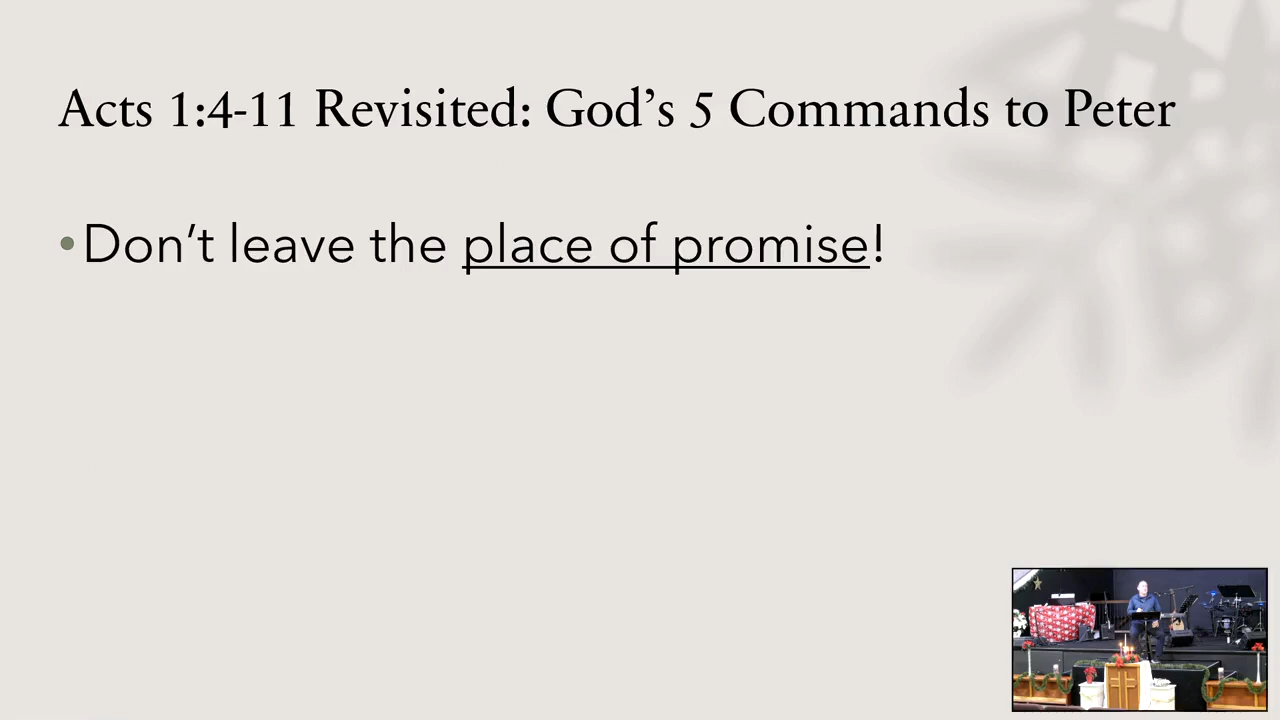 Acts 1:4-11 Revisited: God’s 5 Commands to Peter
•Don’t leave the place of promise!